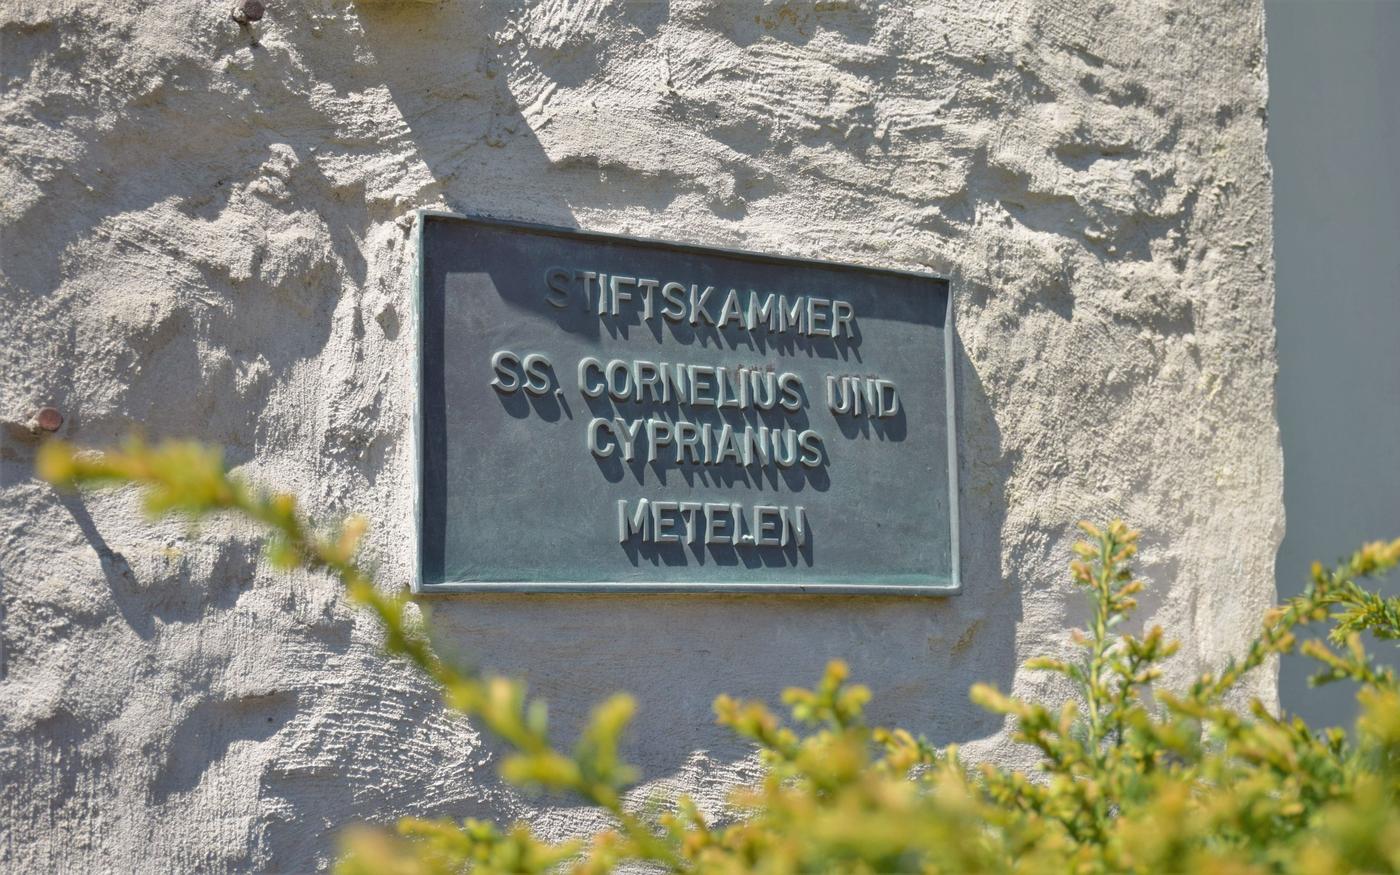 STIFTSKAMMER
SS. CORNELIUS UND
CYPRIANUS
METELEN